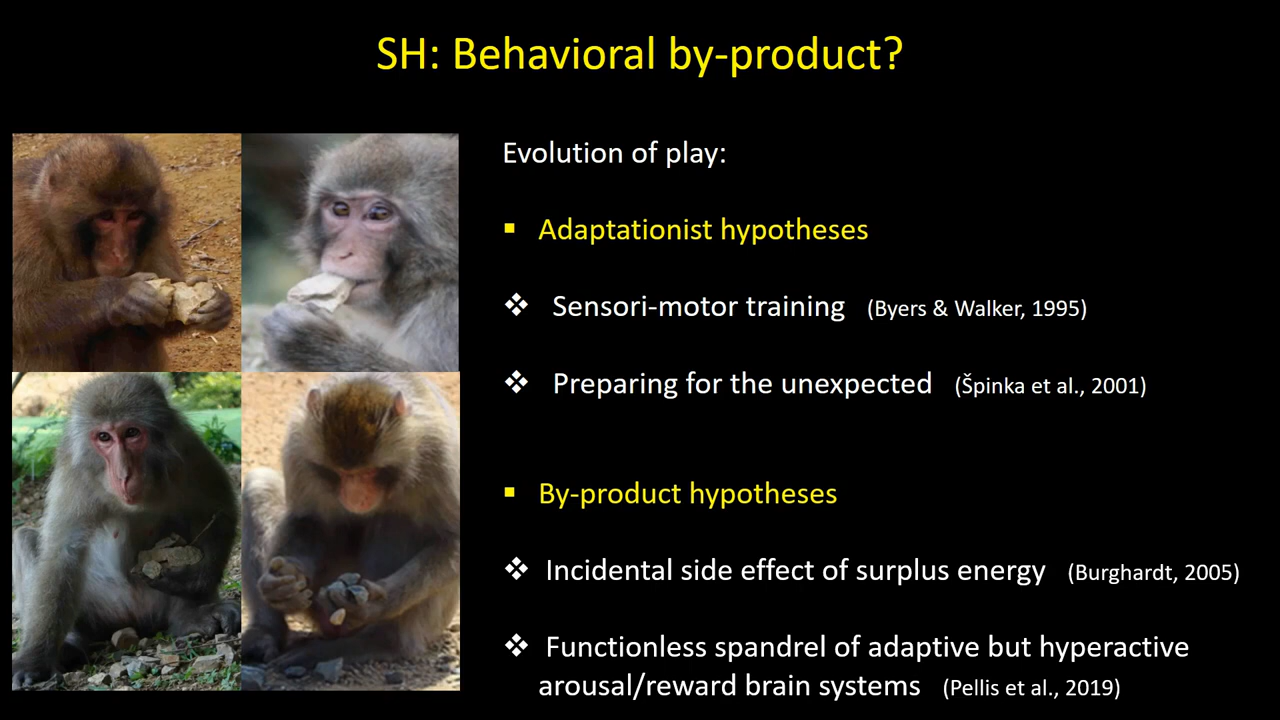 SH: Behavioral by-product?
Evolution of play:
▪ Adaptationist hypotheses
❖ Sensori-motor training (Byers & Walker, 1995)
❖ Preparing for the unexpected (Špinka et al., 2001)
▪ By-product hypotheses
❖ Incidental side effect of surplus energy (Burghardt, 2005)
❖ Functionless spandrel of adaptive but hyperactive
arousal/reward brain systems (Pellis et al., 2019)